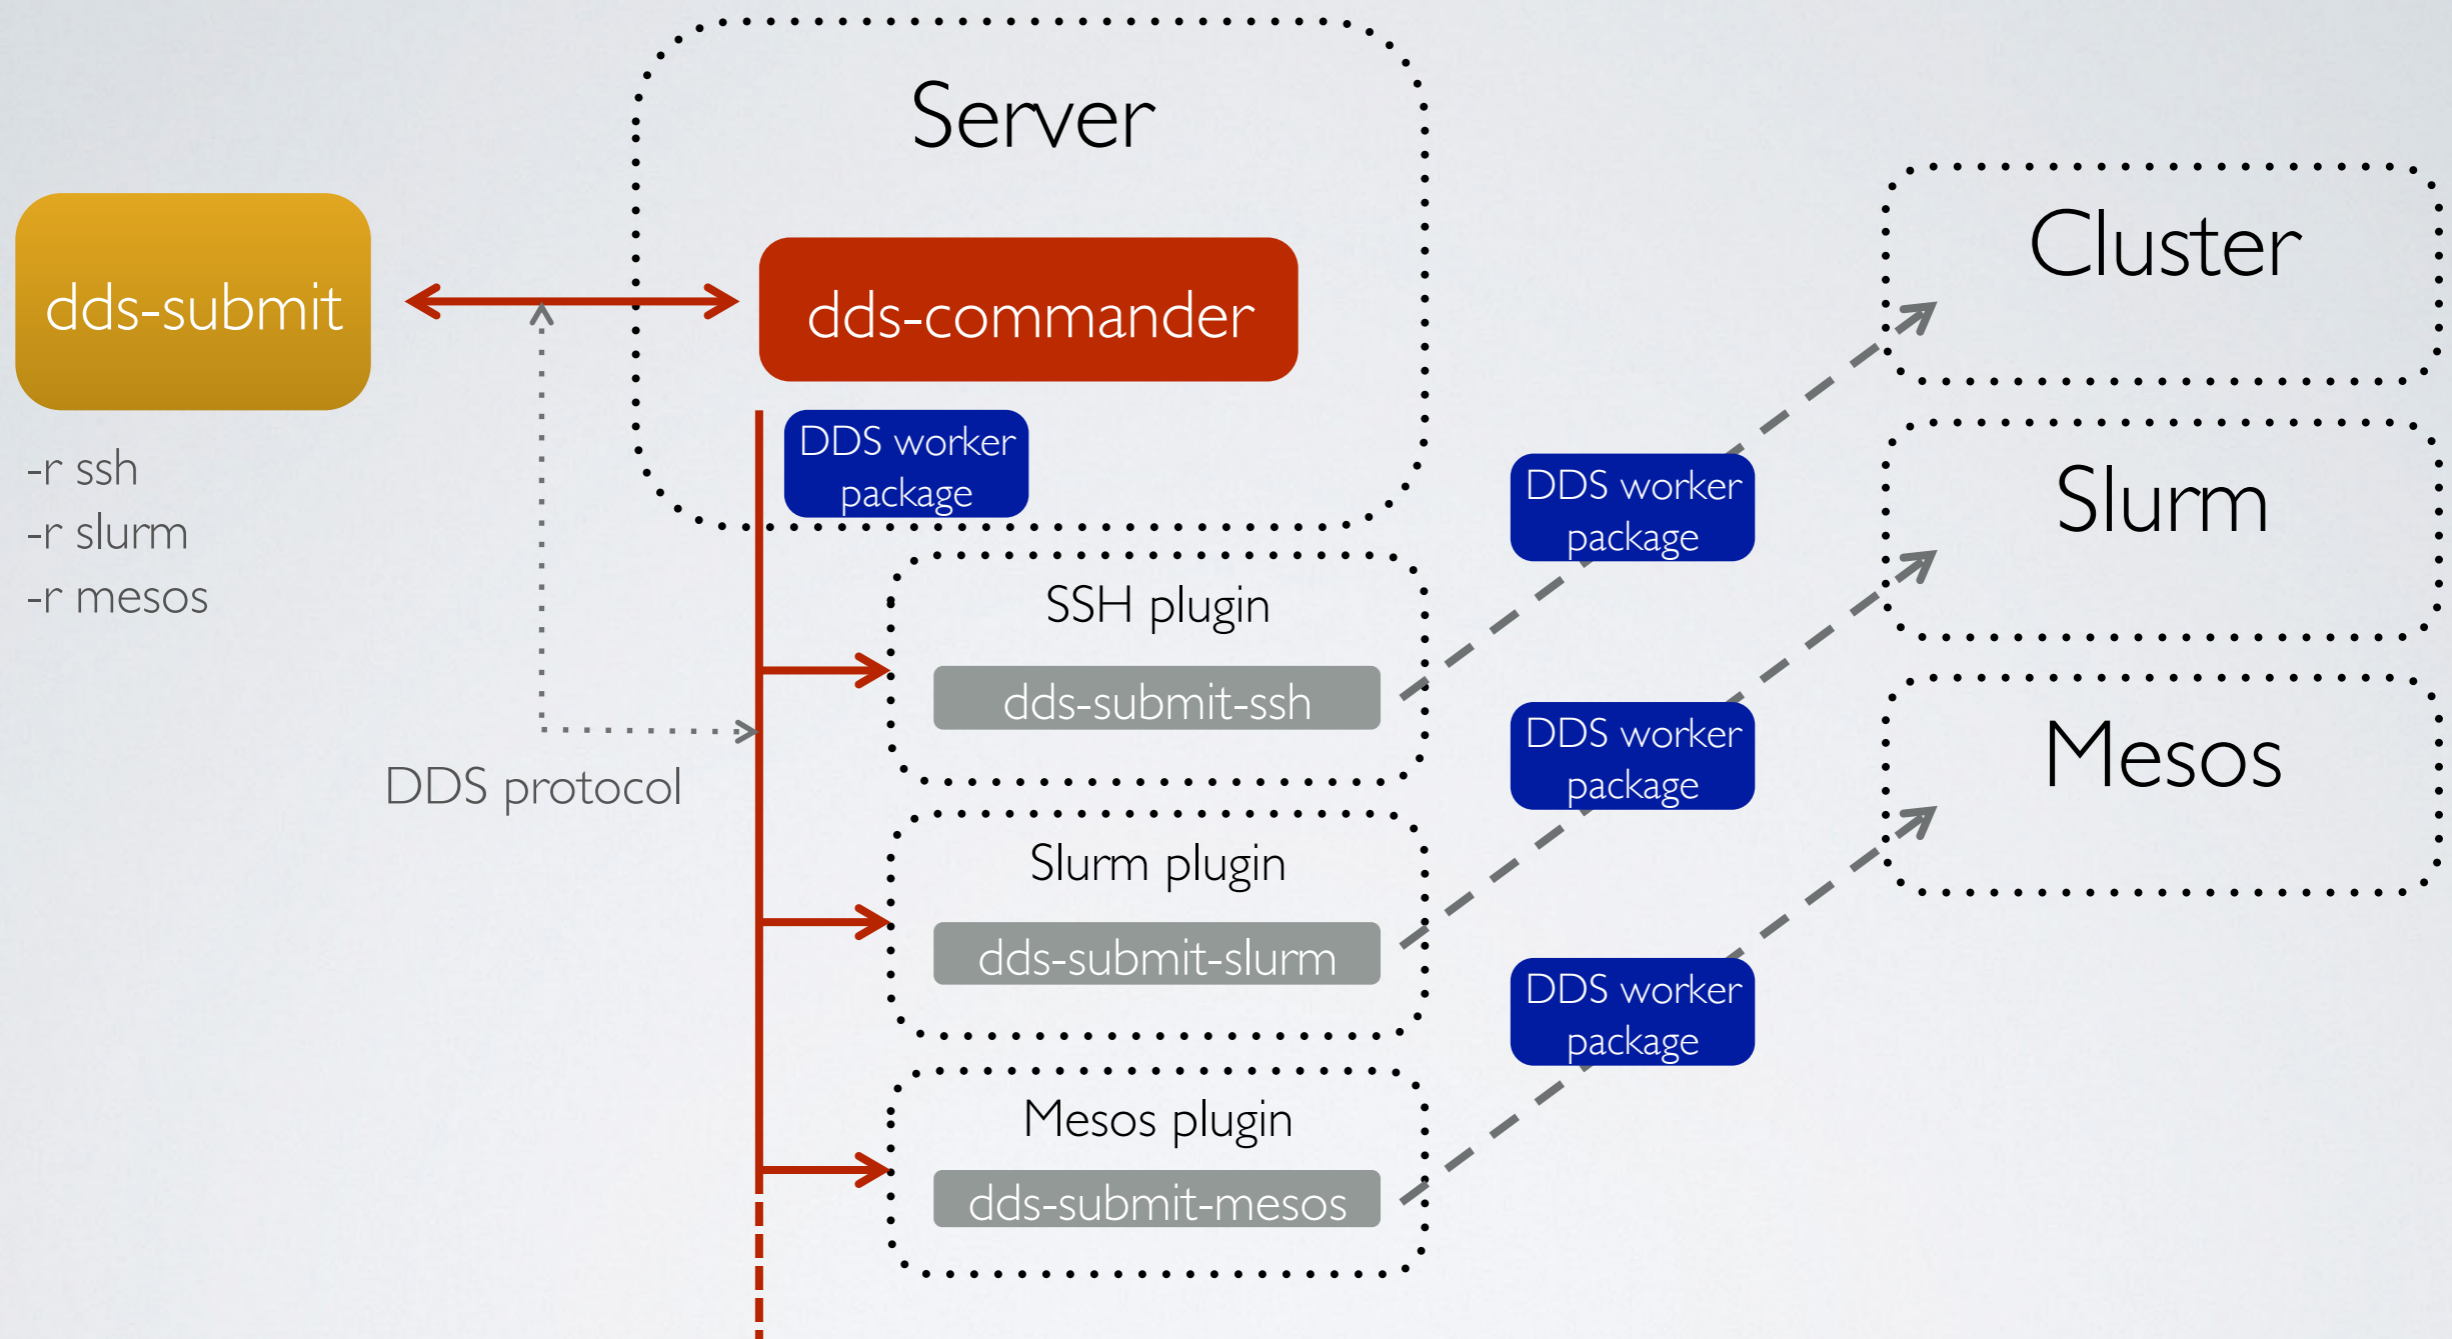 Server
dds-submit
dds-commander
-r ssh
-r slurm
-r mesos
DDS worker
package
DDS protocol
SSH plugin
dds-submit-ssh
Slurm plugin
dds-submit-slurm
Mesos plugin
dds-submit-mesos
DDS worker
package
DDS worker
package
DDS worker
package
Cluster
Slurm
Mesos